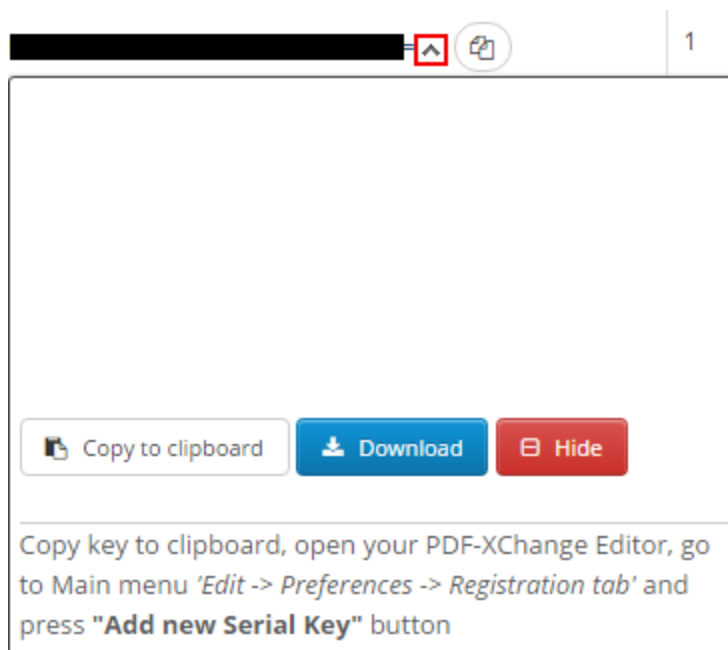 1
Copy to clipboard
Download
Hide
Copy key to clipboard, open your PDF-XChange Editor, go
to Main menu 'Edit -> Preferences -> Registration tab' and
press "Add new Serial Key" button